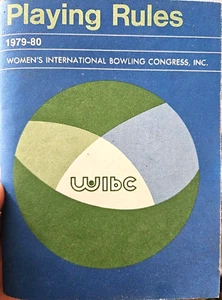 Playing Rules
1979-80
WOMEN'S INTERNATIONAL BOWLING CONGRESS, INC.
WIBC